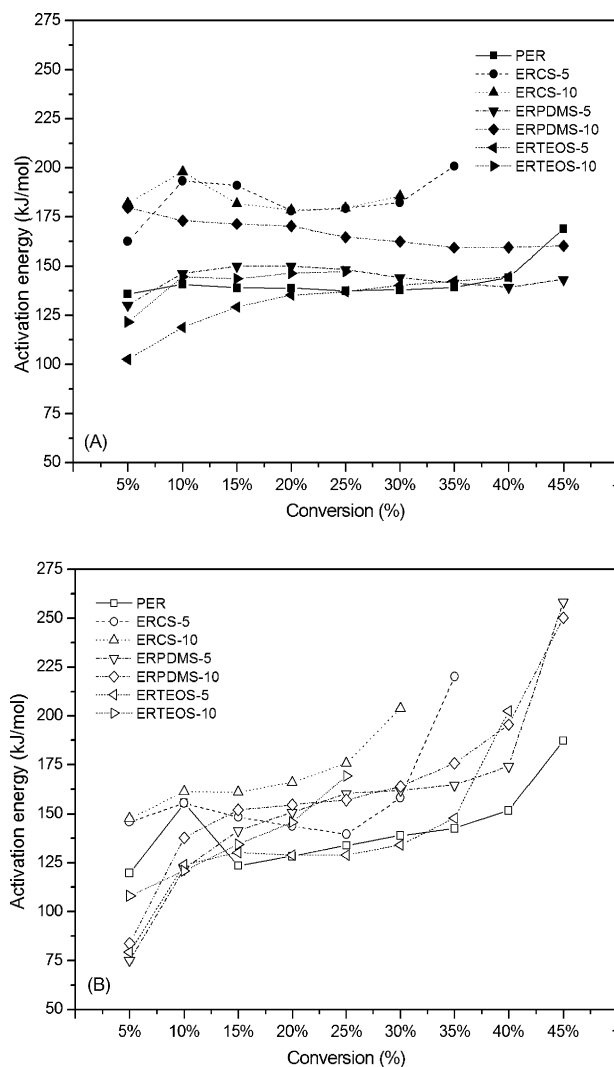 275
250
225
200
175
150
125
100
75
50
Activation energy (kJ/mol)
PER
ERCS-5
ERCS-10
ERPDMS-5
ERPDMS-10
ERTEOS-5
ERTEOS-10
(A)
5% 10% 15% 20% 25% 30% 35% 40% 45%
Conversion (%)
275
250
225
200
175
150
125
100
75
50
Activation energy (kJ/mol)
PER
ERCS-5
ERCS-10
ERPDMS-5
ERPDMS-10
ERTEOS-5
ERTEOS-10
(B)
5% 10% 15% 20% 25% 30% 35% 40% 45%
Conversion (%)